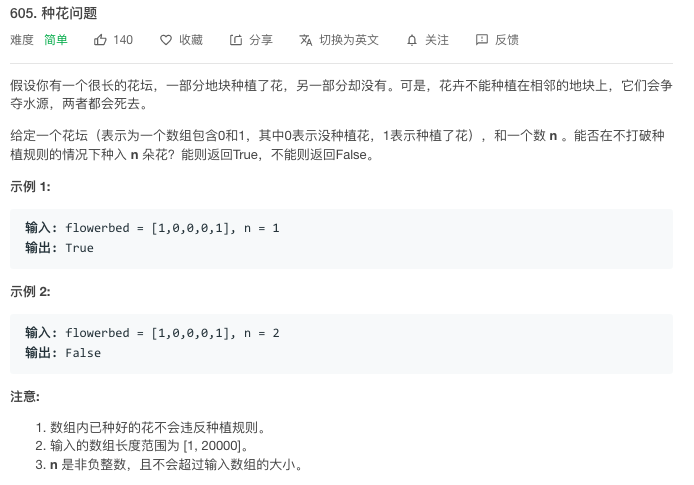 605. 种花问题
难度 简单 140 收藏 分享 切换为英文 关注 反馈
假设你有一个很长的花坛，一部分地块种植了花，另一部分却没有。可是，花卉不能种植在相邻的地块上，它们会争
夺水源，两者都会死去。
给定一个花坛（表示为一个数组包含0和1，其中0表示没种植花，1表示种植了花），和一个数 n 。能否在不打破种
植规则的情况下种入 n 朵花？能则返回True，不能则返回False。
示例 1:
输入: flowerbed = [1,0,0,0,1], n = 1
输出: True
示例 2:
输入: flowerbed = [1,0,0,0,1], n = 2
输出: False
注意:
1. 数组内已种好的花不会违反种植规则。
2. 输入的数组长度范围为 [1, 20000]。
3. n 是非负整数，且不会超过输入数组的大小。